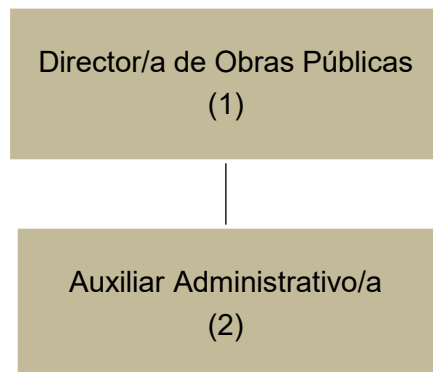 Director/a de Obras Públicas
(1)
Auxiliar Administrativo/a
(2)